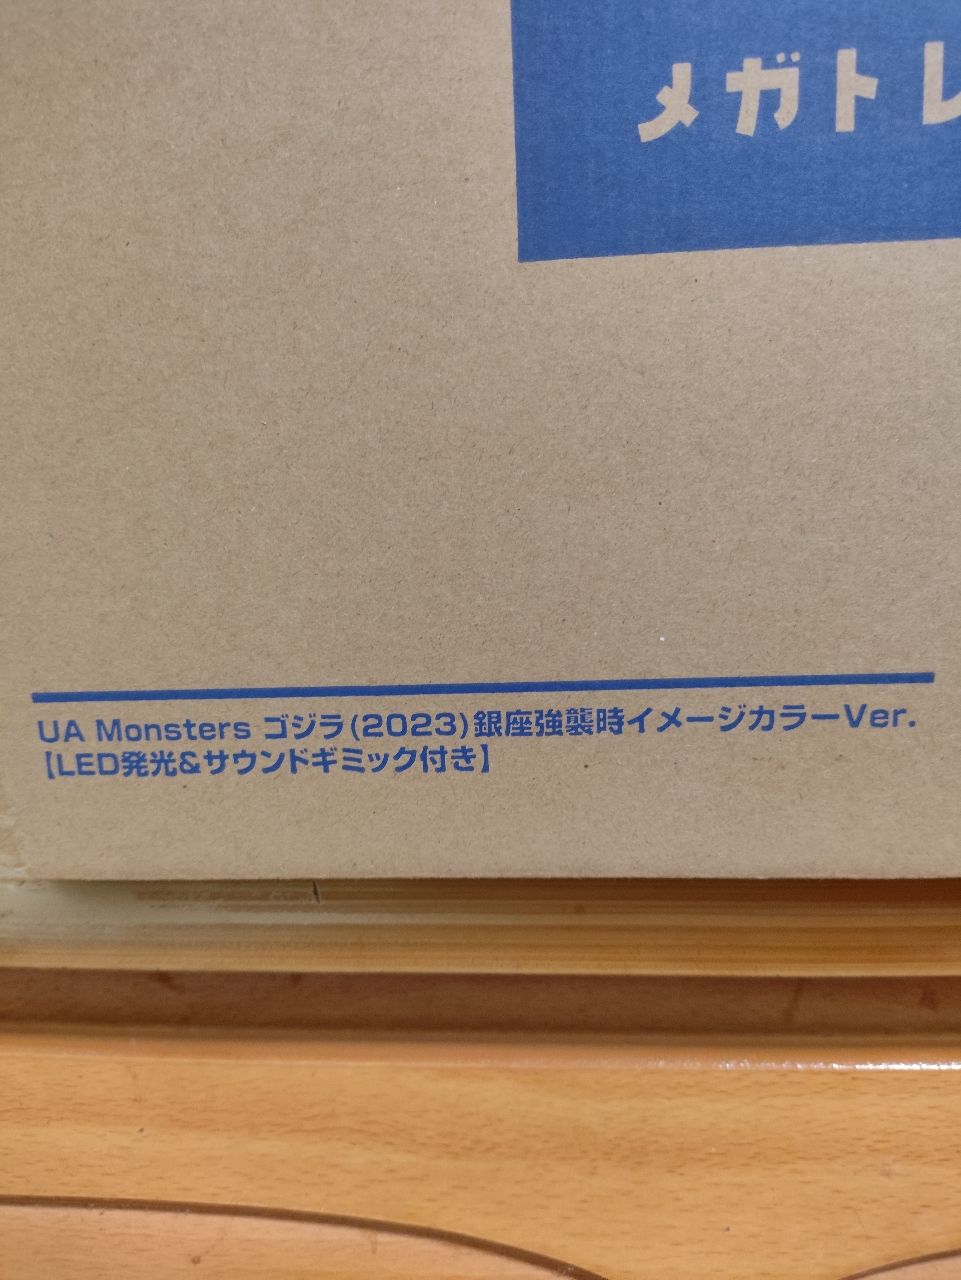 メガトレ
UA Monsters ゴジラ(2023)銀座強襲時イメージカラーVer.
【LED発光&サウンドギミック付き】